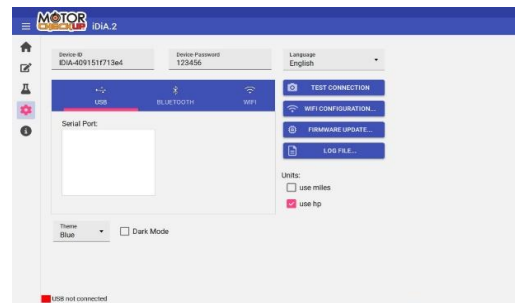 MOTOR
CHECKUP iDiA.2
Device-ID
IDIA-409151f713e4
Device-Password
123456
Language
English
USB
BLUETOOTH
WIFI
TEST CONNECTION
WIFI CONFIGURATION...
FIRMWARE UPDATE...
LOG FILE...
Serial Port:
Units:
use miles
use hp
Theme
Blue
Dark Mode
USB not connected